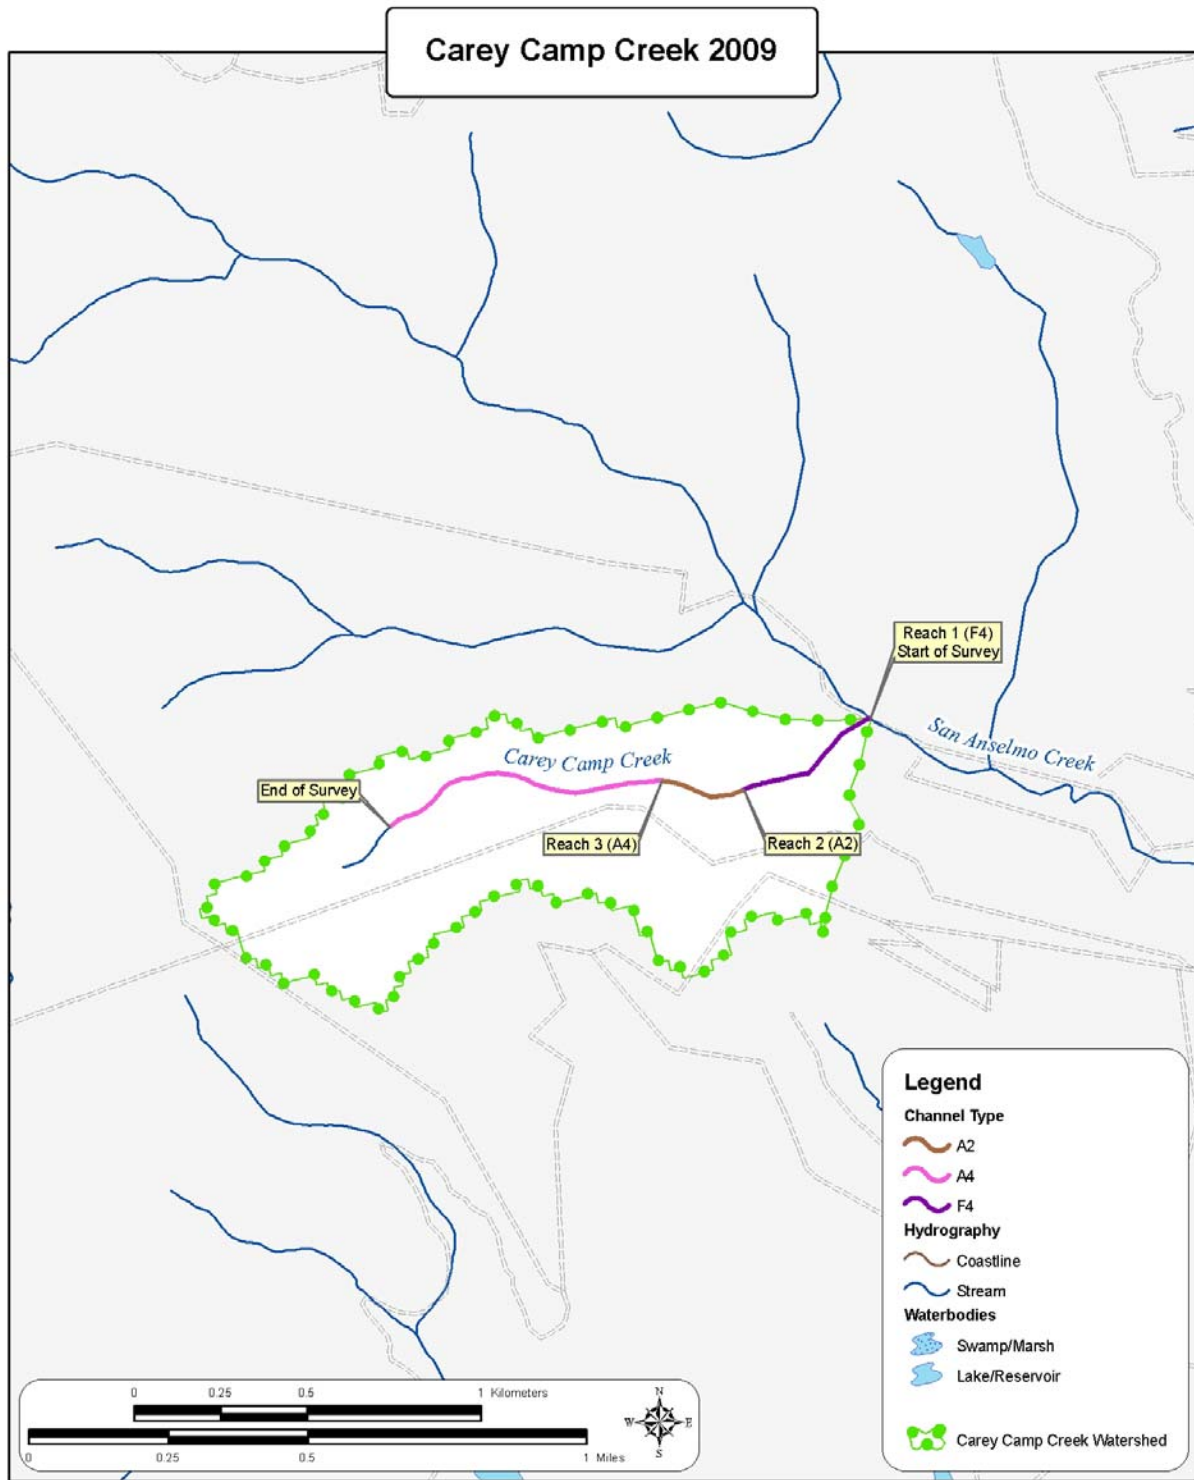 Carey Camp Creek 2009
Reach 1 (F4)
Start of Survey
San Anselmo Creek
Carey Camp Creek
End of Survey
Reach 3 (A4)
Reach 2 (A2)
Legend
Channel Type
A2
A4
F4
Hydrography
Coastline
Stream
Waterbodies
Swamp/Marsh
Lake/Reservoir
Carey Camp Creek Watershed
0 0.25 0.5 1 Kilometers
0 0.25 0.5 1 Miles
N
W E
S